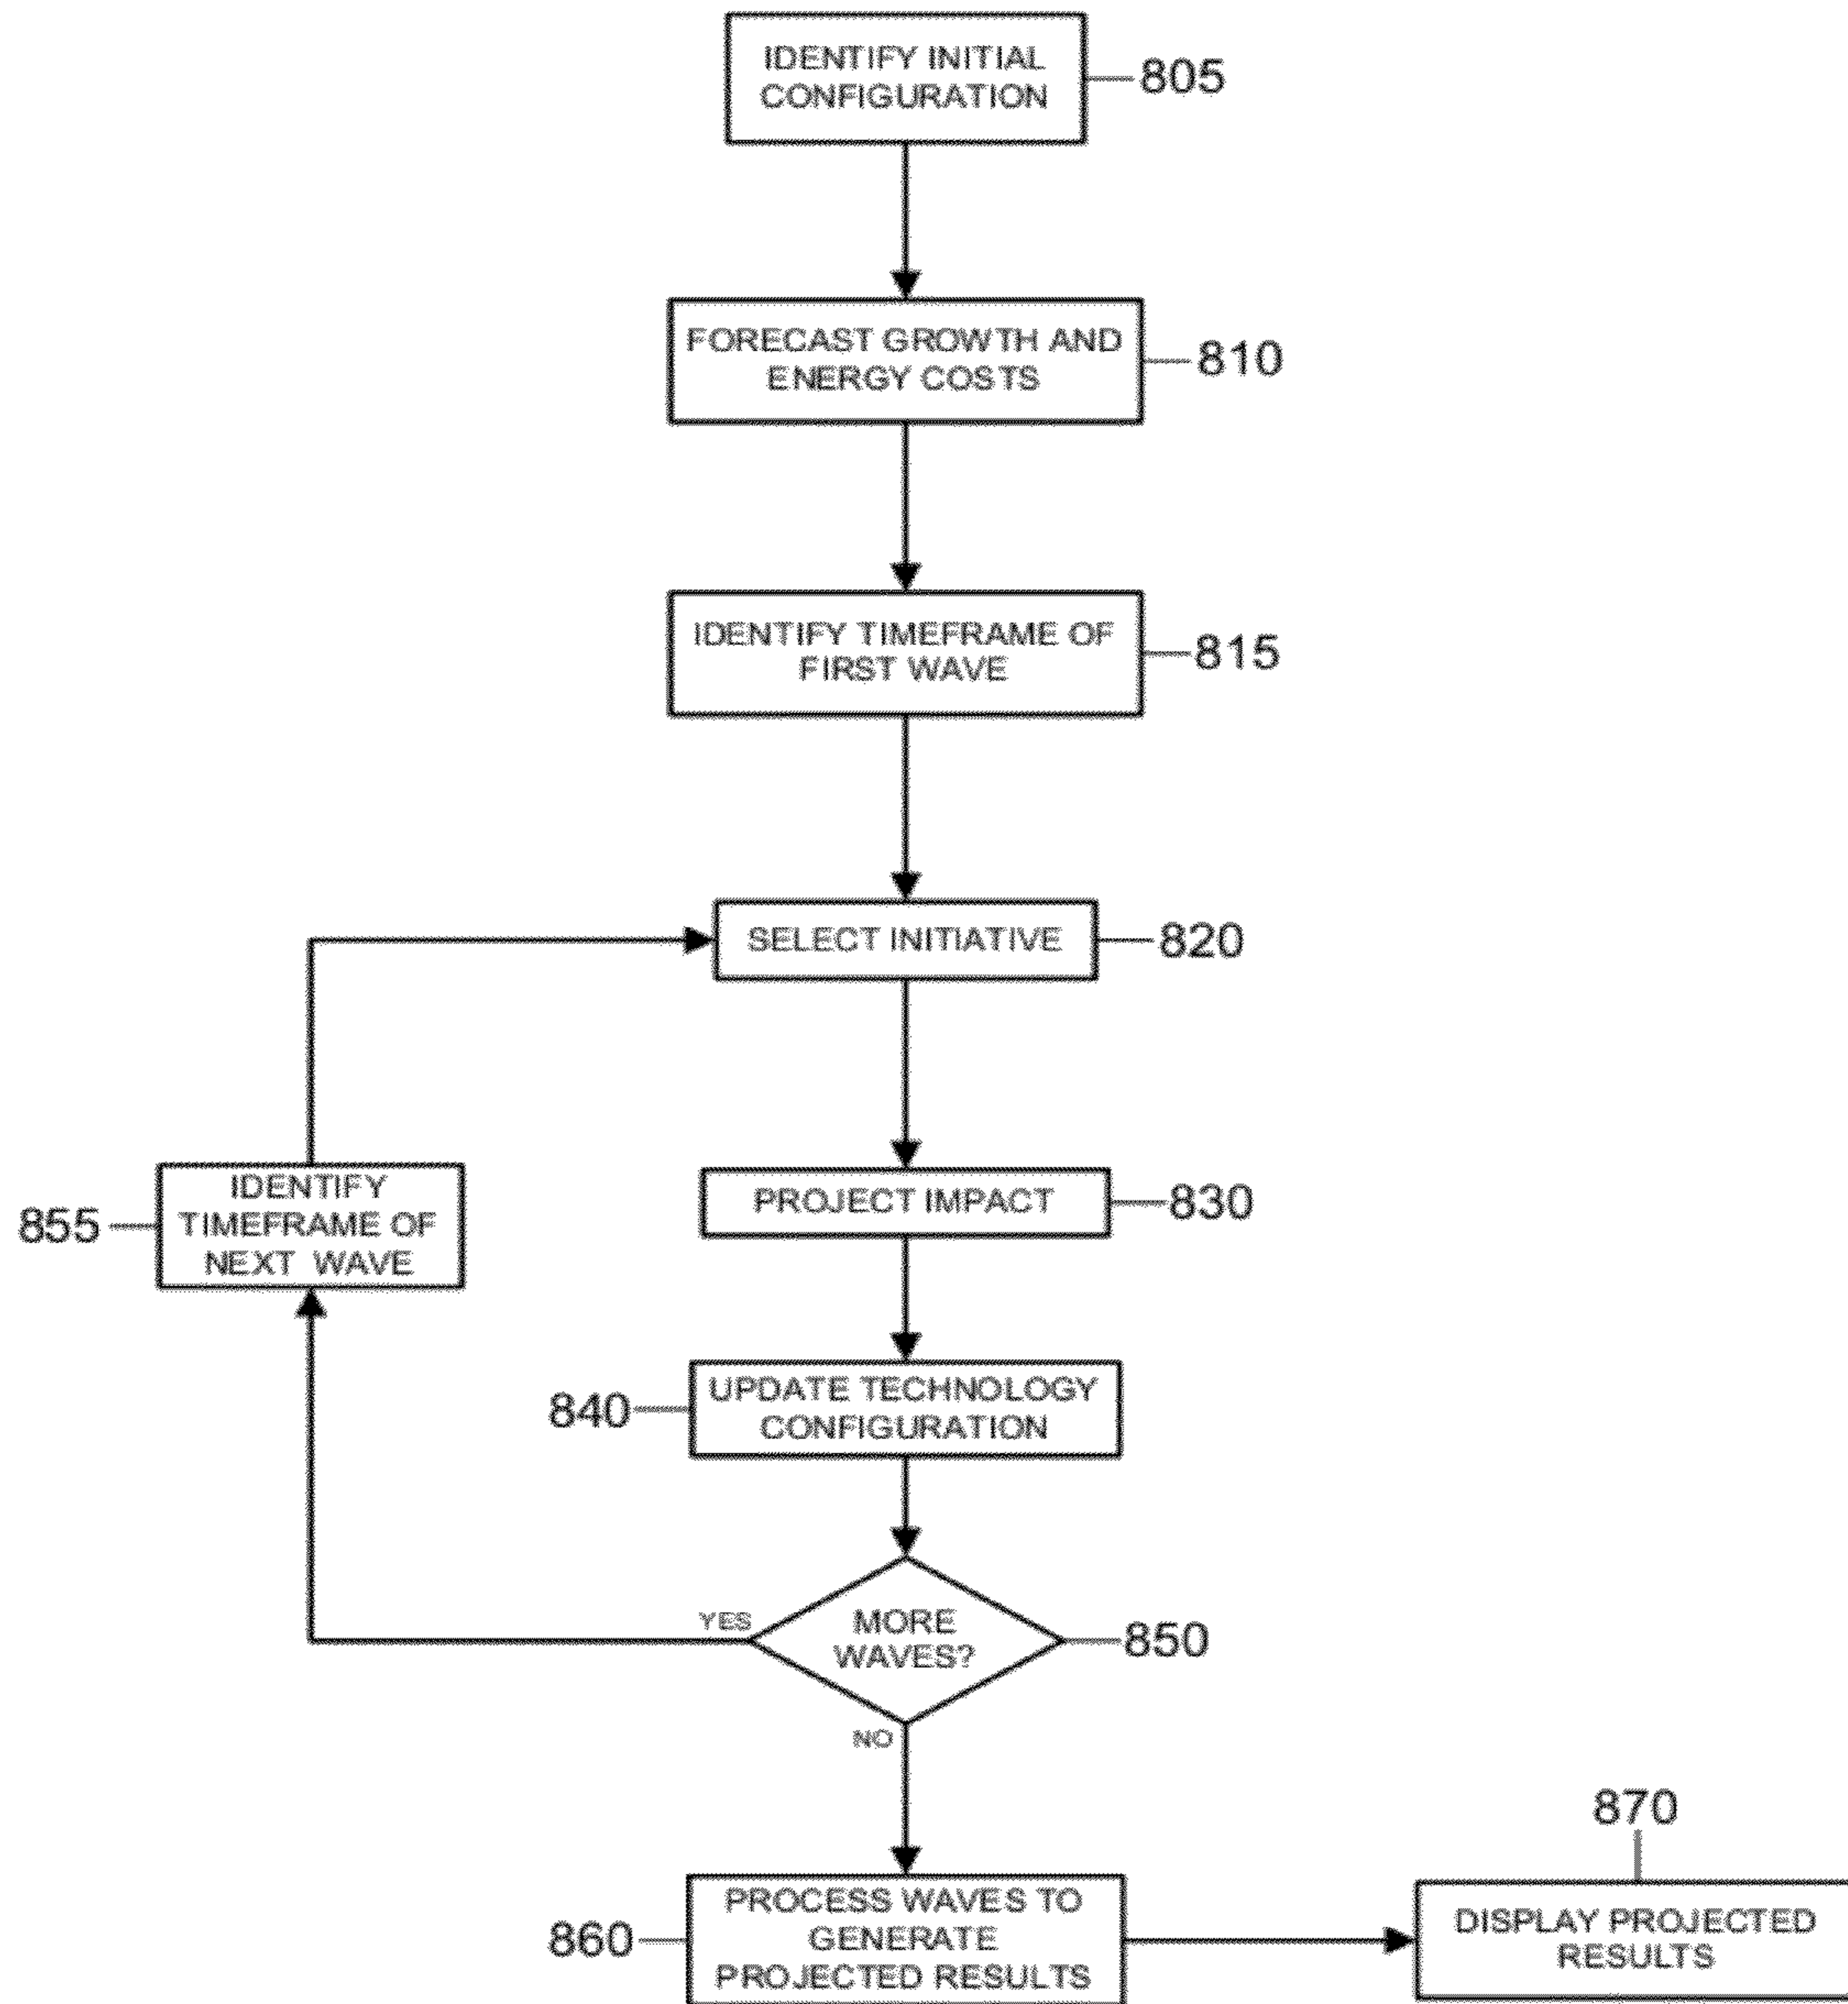 IDENTIFY INITIAL
CONFIGURATION
805
FORECAST GROWTH AND
ENERGY COSTS
810
IDENTIFY TIMEFRAME OF
FIRST WAVE
815
SELECT INITIATIVE
820
PROJECT IMPACT
830
855
IDENTIFY
TIMEFRAME OF
NEXT WAVE
840
UPDATE TECHNOLOGY
CONFIGURATION
YES
MORE
WAVES?
850
NO
860
PROCESS WAVES TO
GENERATE
PROJECTED RESULTS
870
DISPLAY PROJECTED
RESULTS